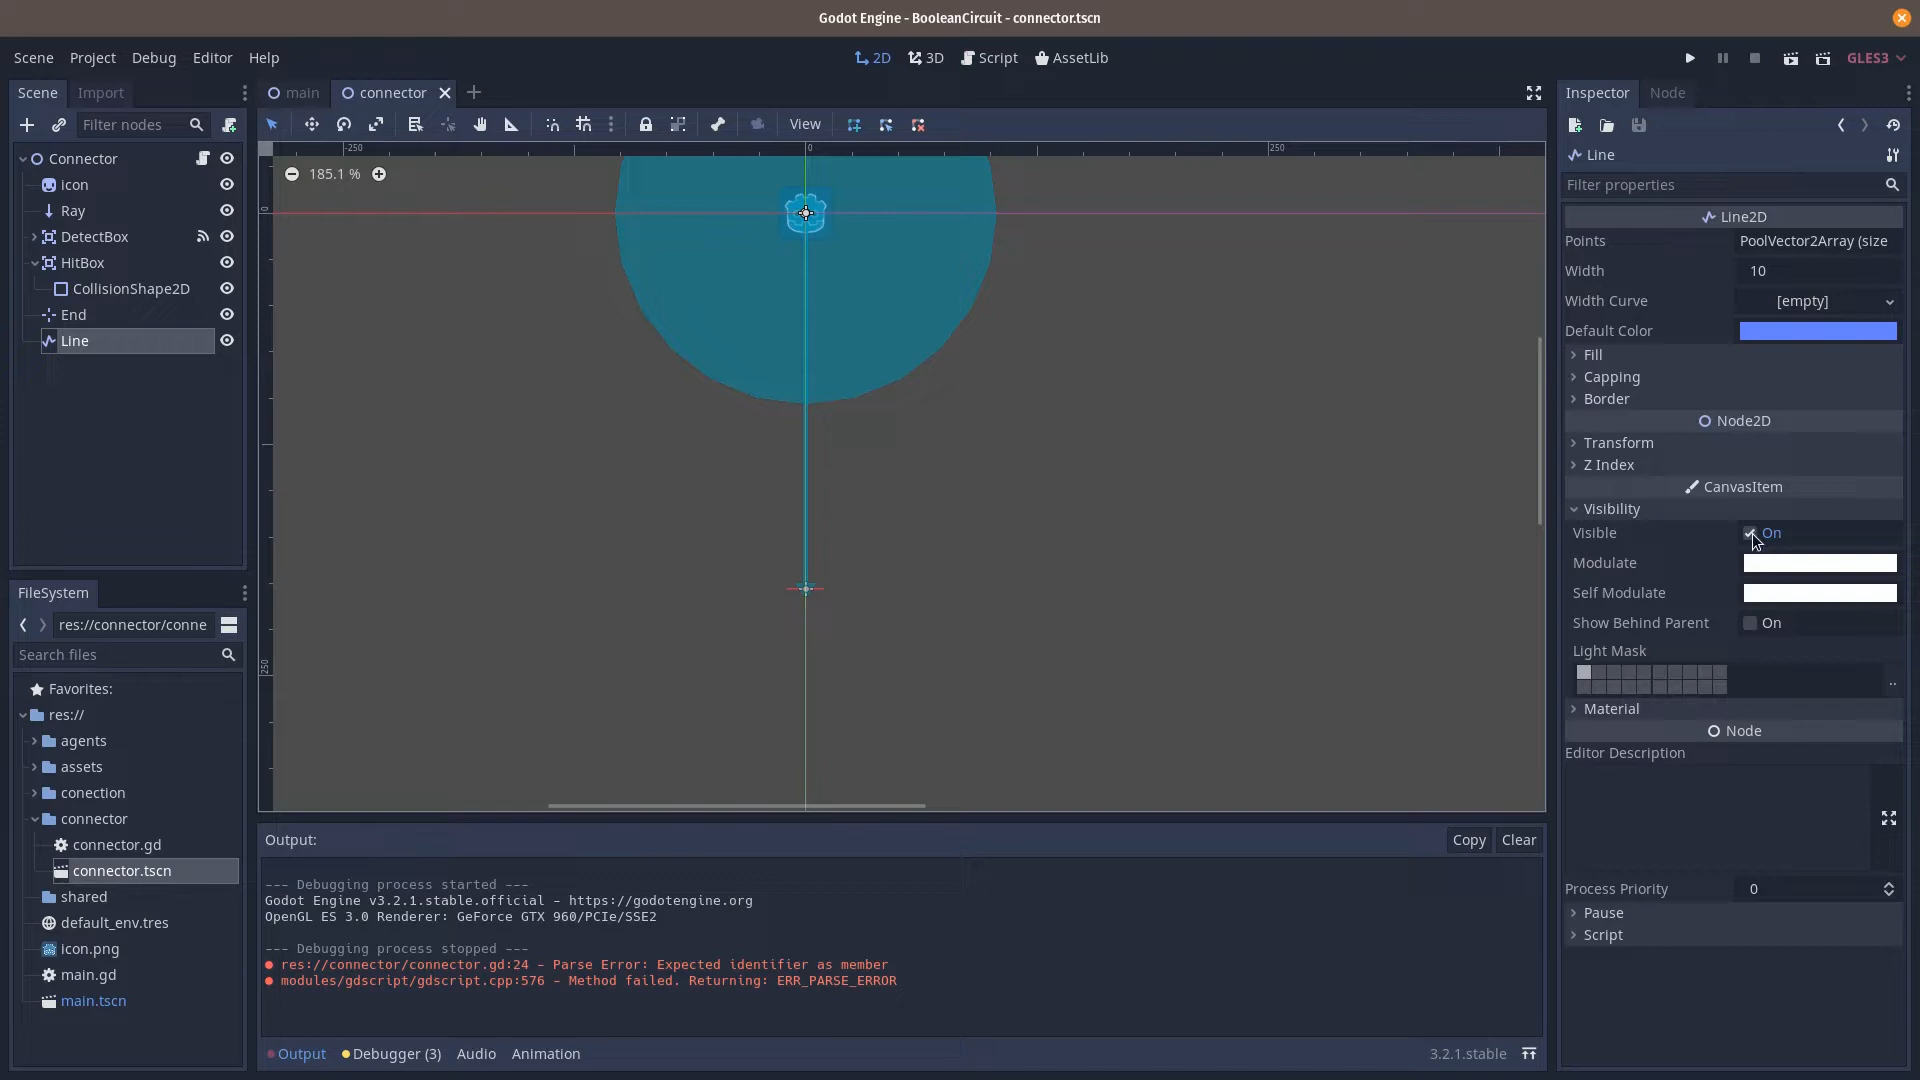 Godot Engine - BooleanCircuit - connector.tscn
Scene Project Debug Editor Help
2D 3D Script AssetLib
GLES3
Scene Import
Filter nodes
Connector
icon
Ray
DetectBox
HitBox
CollisionShape2D
End
Line
FileSystem
res://connector/conne
Search files
Favorites:
res://
agents
assets
conection
connector
connector.gd
connector.tscn
shared
default_env.tres
icon.png
main.gd
main.tscn
main connector
View
-250 0 250
185.1 %
0
250
Output:
Copy Clear
--- Debugging process started ---
Godot Engine v3.2.1.stable.official - https://godotengine.org
OpenGL ES 3.0 Renderer: GeForce GTX 960/PCIe/SSE2
--- Debugging process stopped ---
res://connector/connector.gd:24 - Parse Error: Expected identifier as member
modules/gdscript/gdscript.cpp:576 - Method failed. Returning: ERR_PARSE_ERROR
Output Debugger (3) Audio Animation
3.2.1.stable
Inspector Node
Line
Filter properties
Line2D
Points PoolVector2Array (size
Width 10
Width Curve [empty]
Default Color
Fill
Capping
Border
Node2D
Transform
Z Index
CanvasItem
Visibility
Visible On
Modulate
Self Modulate
Show Behind Parent On
Light Mask
..
Material
Node
Editor Description
Process Priority 0
Pause
Script